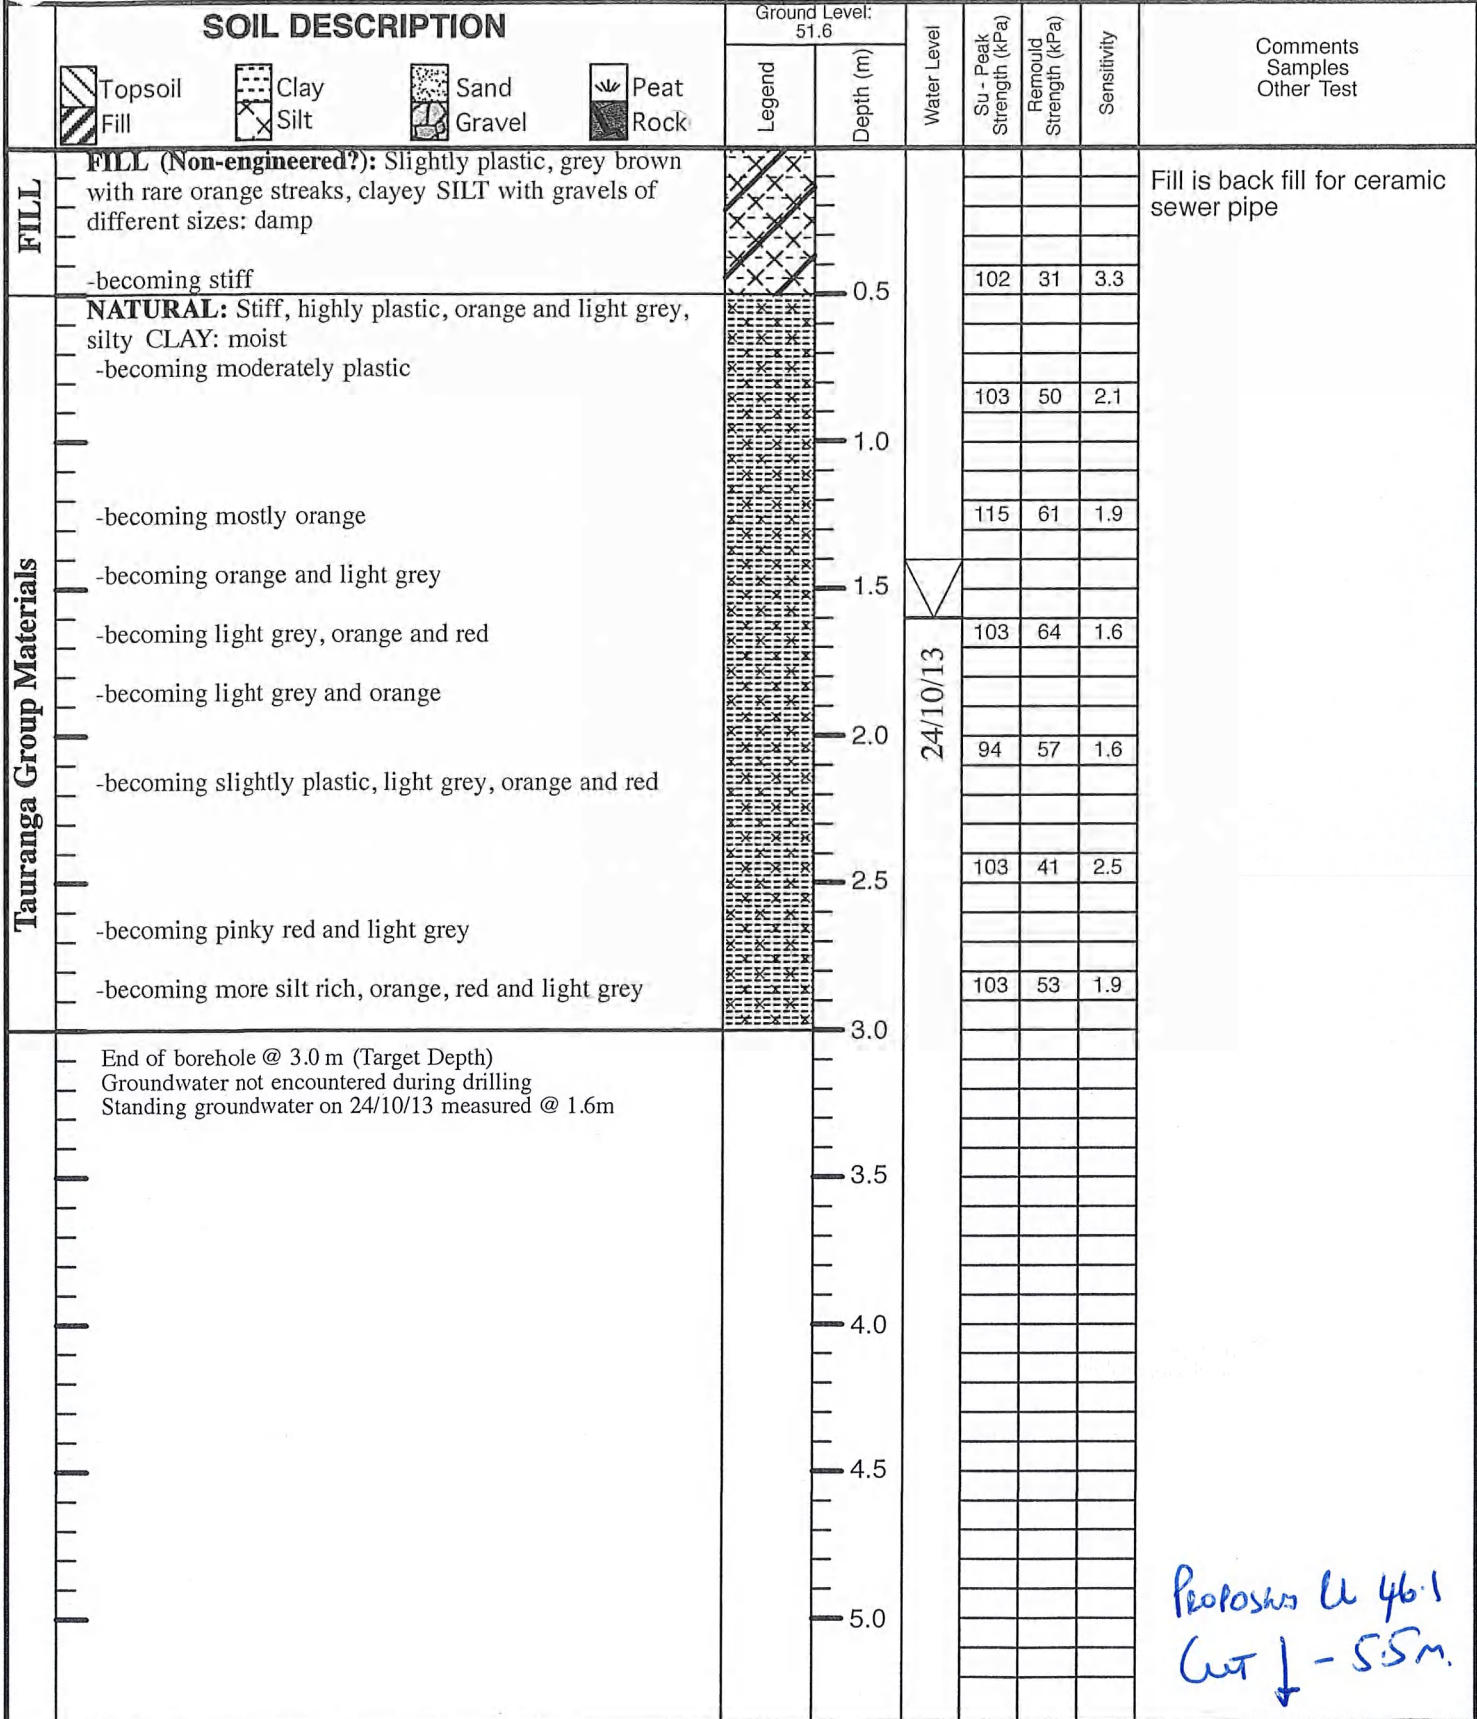 SOIL DESCRIPTION
Topsoil
Clay
Sand
Peat
Fill
Silt
Gravel
Rock
Ground Level:
51.6
Legend
Depth (m)
Water Level
Su - Peak
Strength (kPa)
Remould
Strength (kPa)
Sensitivity
Comments
Samples
Other Test
FILL
FILL (Non-engineered?): Slightly plastic, grey brown
with rare orange streaks, clayey SILT with gravels of
different sizes: damp
Fill is back fill for ceramic
sewer pipe
-becoming stiff
102 31 3.3
0.5
Tauranga Group Materials
NATURAL: Stiff, highly plastic, orange and light grey,
silty CLAY: moist
-becoming moderately plastic
103 50 2.1
1.0
-becoming mostly orange
115 61 1.9
-becoming orange and light grey
1.5
-becoming light grey, orange and red
103 64 1.6
24/10/13
-becoming light grey and orange
2.0
94 57 1.6
-becoming slightly plastic, light grey, orange and red
103 41 2.5
2.5
-becoming pinky red and light grey
-becoming more silt rich, orange, red and light grey
103 53 1.9
3.0
End of borehole @ 3.0 m (Target Depth)
Groundwater not encountered during drilling
Standing groundwater on 24/10/13 measured @ 1.6m
3.5
4.0
4.5
5.0
46.1
CUT - 5.5m.